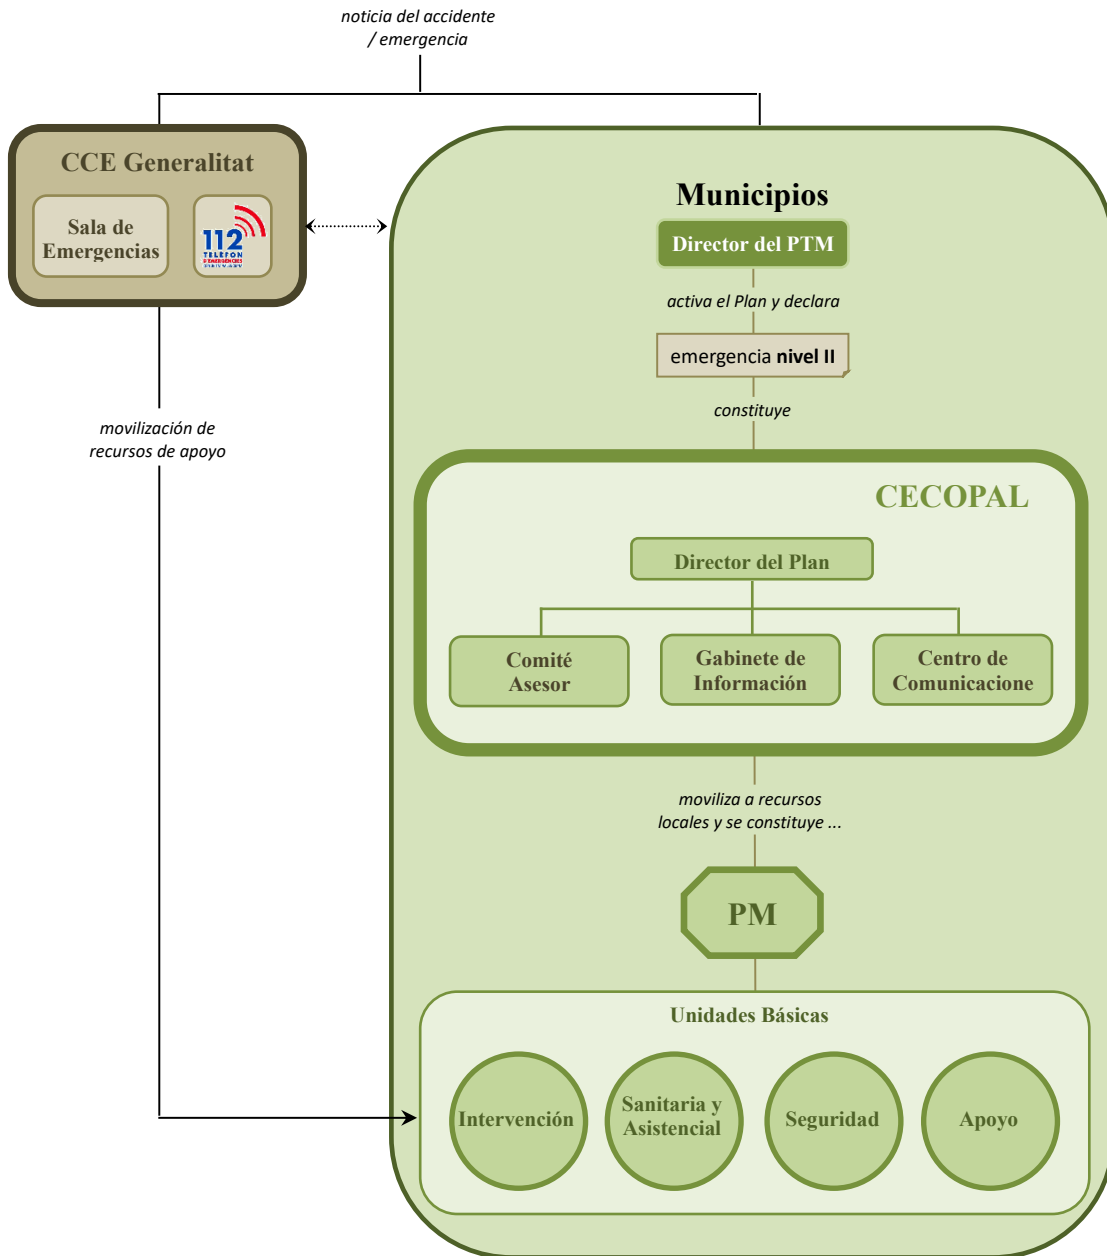 noticia del accidente
/ emergencia
CCE Generalitat
Sala de
Emergencias
112
TELÈFON
D'EMERGÈNCIES
Municipios
Director del PTM
activa el Plan y declara
emergencia nivel II
constituye
movilización de
recursos de apoyo
CECOPAL
Director del Plan
Comité
Asesor
Gabinete de
Información
Centro de
Comunicacione
moviliza a recursos
locales y se constituye ...
PM
Unidades Básicas
Intervención
Sanitaria y
Asistencial
Seguridad
Apoyo